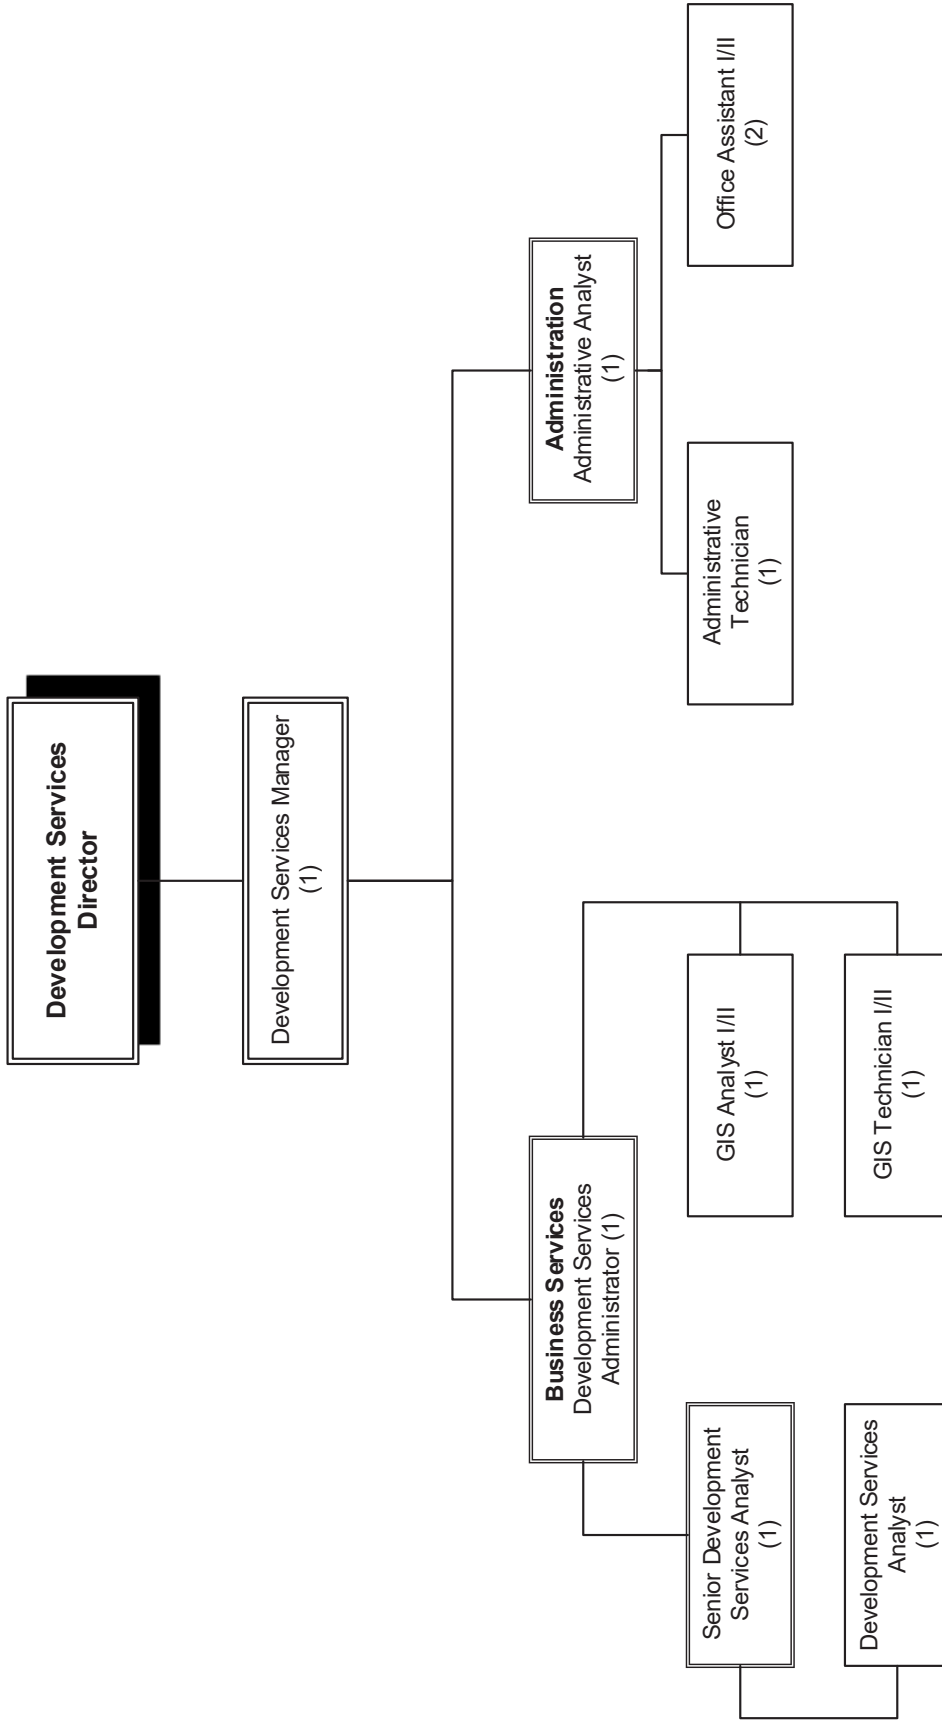 Development Services
Director
Development Services Manager
(1)
Business Services
Development Services
Administrator (1)
Administration
Administrative Analyst
(1)
Senior Development
Services Analyst
(1)
GIS Analyst I/II
(1)
Administrative
Technician
(1)
Office Assistant I/II
(2)
Development Services
Analyst
(1)
GIS Technician I/II
(1)